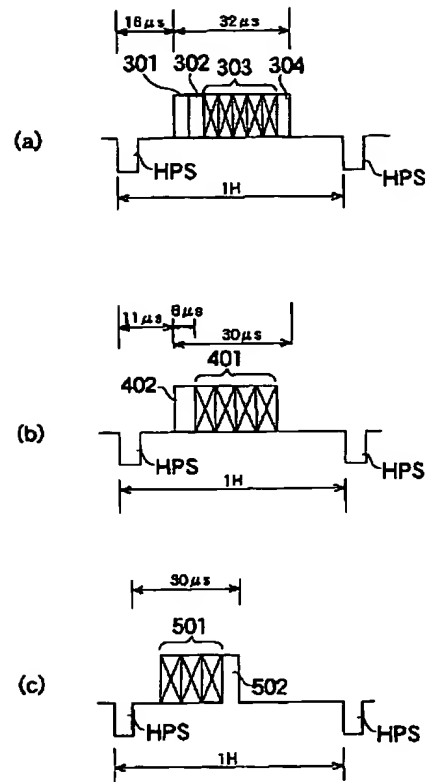 16μs 32μs
301 302 303 304
(a)
HPS HPS
1H
11μs 8μs
30μs
402 401
(b)
HPS HPS
1H
30μs
501
(c) 502
HPS HPS
1H